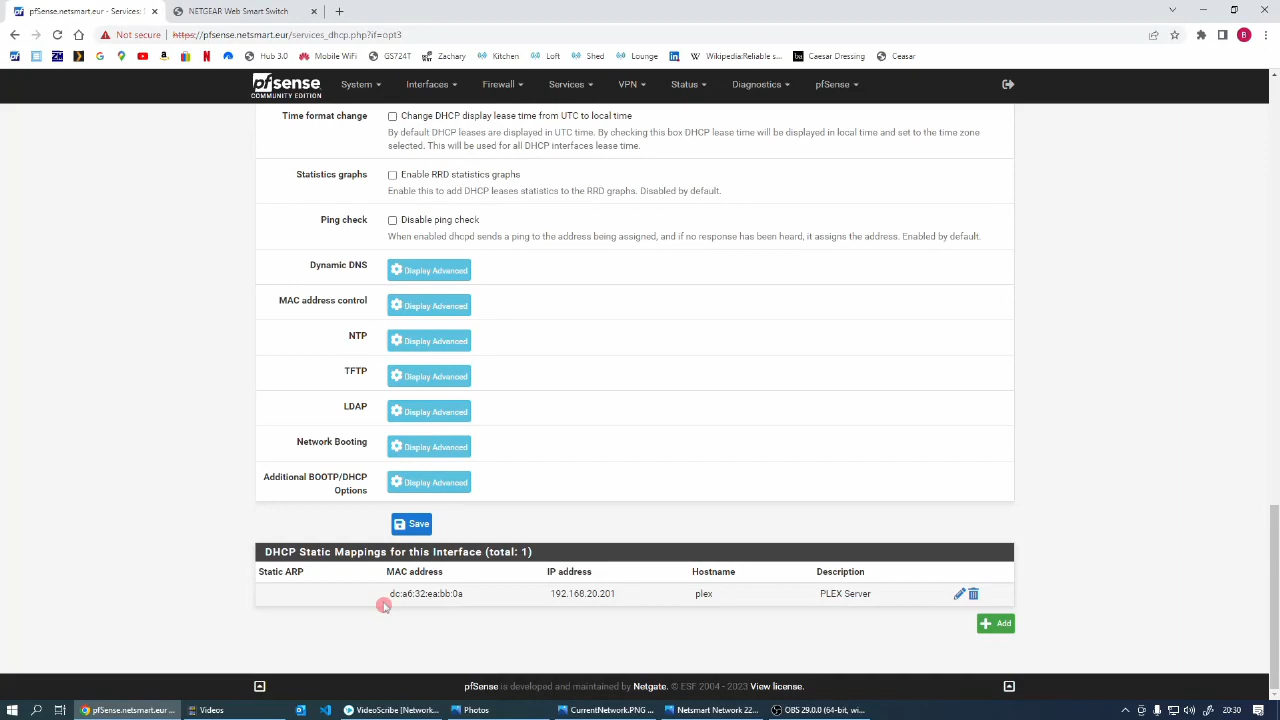 pfSense.netsmart.eur - Services:
NETGEAR Web Smart Switch
Not secure
https://pfsense.netsmart.eur/services_dhcp.php?if=opt3
B
Hub 3.0
Mobile WiFi
GS724T
Zachary
Kitchen
Loft
Shed
Lounge
Wikipedia:Reliable s...
Caesar Dressing
Ceasar
pfsense
COMMUNITY EDITION
System
Interfaces
Firewall
Services
VPN
Status
Diagnostics
pfSense
Time format change
Change DHCP display lease time from UTC to local time
By default DHCP leases are displayed in UTC time. By checking this box DHCP lease time will be displayed in local time and set to the time zone
selected. This will be used for all DHCP interfaces lease time.
Statistics graphs
Enable RRD statistics graphs
Enable this to add DHCP leases statistics to the RRD graphs. Disabled by default.
Ping check
Disable ping check
When enabled dhcpd sends a ping to the address being assigned, and if no response has been heard, it assigns the address. Enabled by default.
Dynamic DNS
Display Advanced
MAC address control
Display Advanced
NTP
Display Advanced
TFTP
Display Advanced
LDAP
Display Advanced
Network Booting
Display Advanced
Additional BOOTP/DHCP
Options
Display Advanced
Save
DHCP Static Mappings for this Interface (total: 1)
Static ARP
MAC address
IP address
Hostname
Description
dc:a6:32:ea:bb:0a
192.168.20.201
plex
PLEX Server
Add
pfSense is developed and maintained by Netgate. © ESF 2004 - 2023 View license.
pfSense.netsmart.eur ...
Videos
VideoScribe [Network...
Photos
CurrentNetwork.PNG ...
Netsmart Network ZZ...
OBS 29.0.0 (64-bit, wi...
20:30